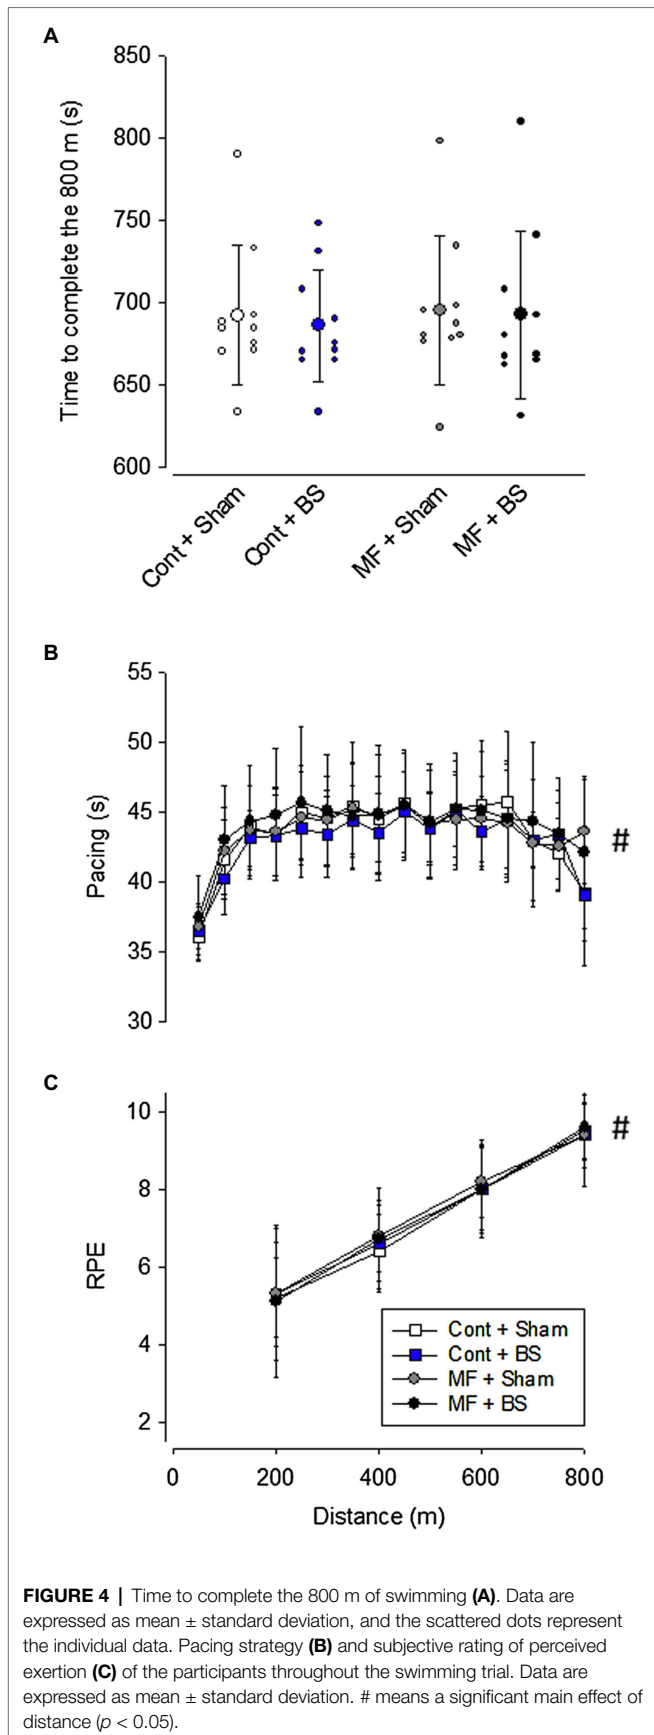 A
850
800
750
700
650
600
Time to complete the 800 m (s)
Cont + Sham
Cont + BS
MF + Sham
MF + BS
B
55
50
45
40
35
30
Pacing (s)
#
C
10
8
6
4
2
RPE
#
Cont + Sham
Cont + BS
MF + Sham
MF + BS
0 200 400 600 800
Distance (m)
FIGURE 4 | Time to complete the 800 m of swimming (A). Data are
expressed as mean ± standard deviation, and the scattered dots represent
the individual data. Pacing strategy (B) and subjective rating of perceived
exertion (C) of the participants throughout the swimming trial. Data are
expressed as mean ± standard deviation. # means a significant main effect of
distance (p < 0.05).